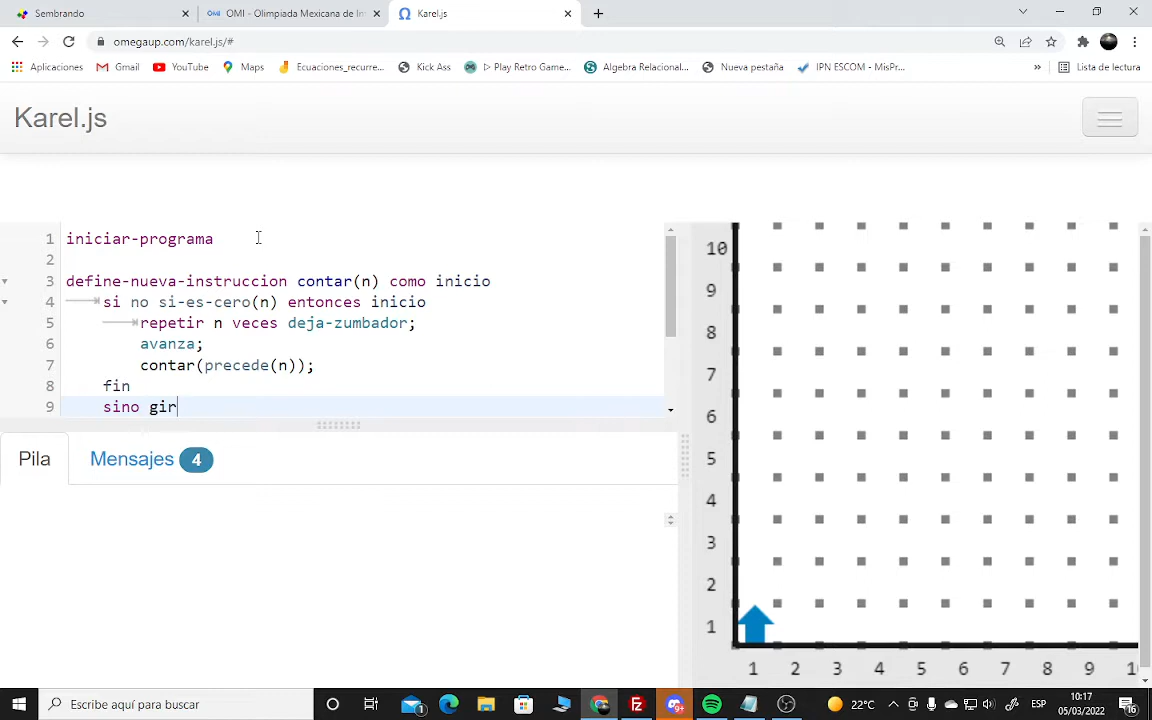 Sembrando
OMI - Olimpiada Mexicana de In
Karel.js
omegaup.com/karel.js/#
Aplicaciones
Gmail
YouTube
Maps
Ecuaciones_recurre...
Kick Ass
▷ Play Retro Game...
Algebra Relacional...
Nueva pestaña
IPN ESCOM - MisPr...
»
Lista de lectura
Karel.js
1 iniciar-programa
2
3 define-nueva-instruccion contar(n) como inicio
4 si no si-es-cero(n) entonces inicio
5 repetir n veces deja-zumbador;
6 avanza;
7 contar(precede(n));
8 fin
9 sino gir
Pila
Mensajes 4
10
9
8
7
6
5
4
3
2
1
1 2 3 4 5 6 7 8 9 1
Escribe aquí para buscar
1
9+
22°C
ESP
10:17
05/03/2022
16